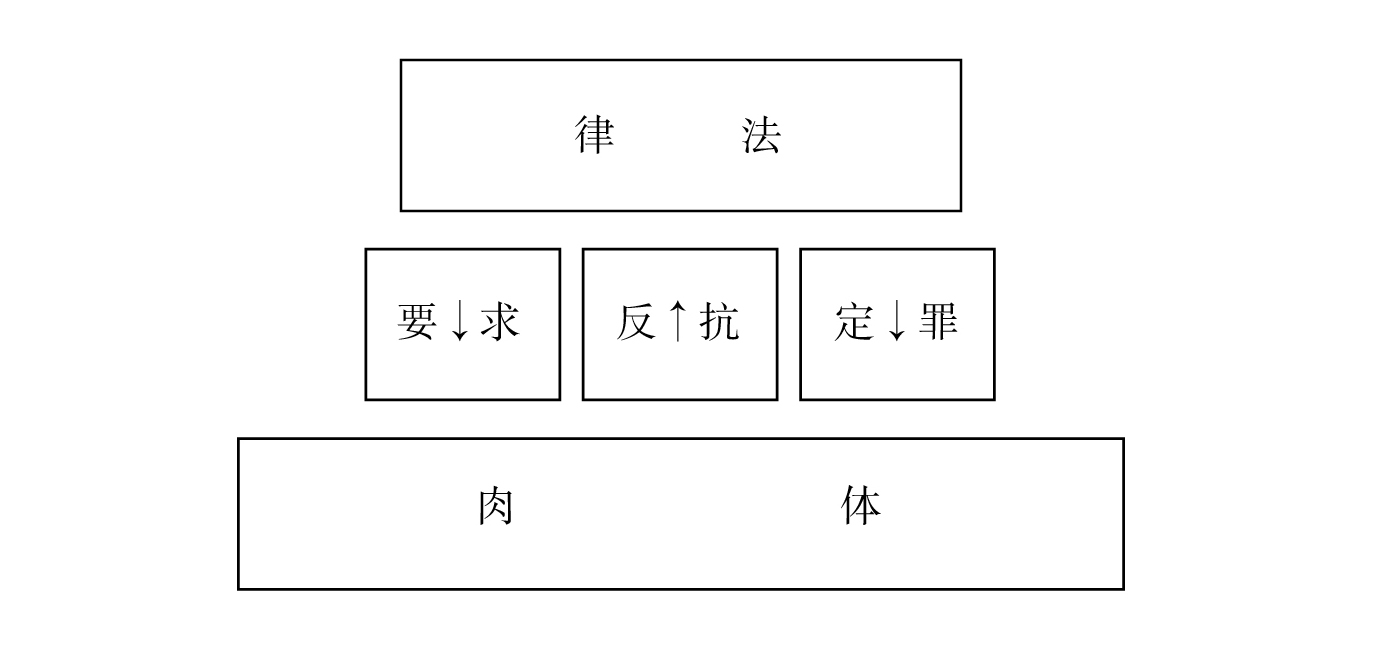 律 法
要↓求 反↑抗 定↓罪
肉 体